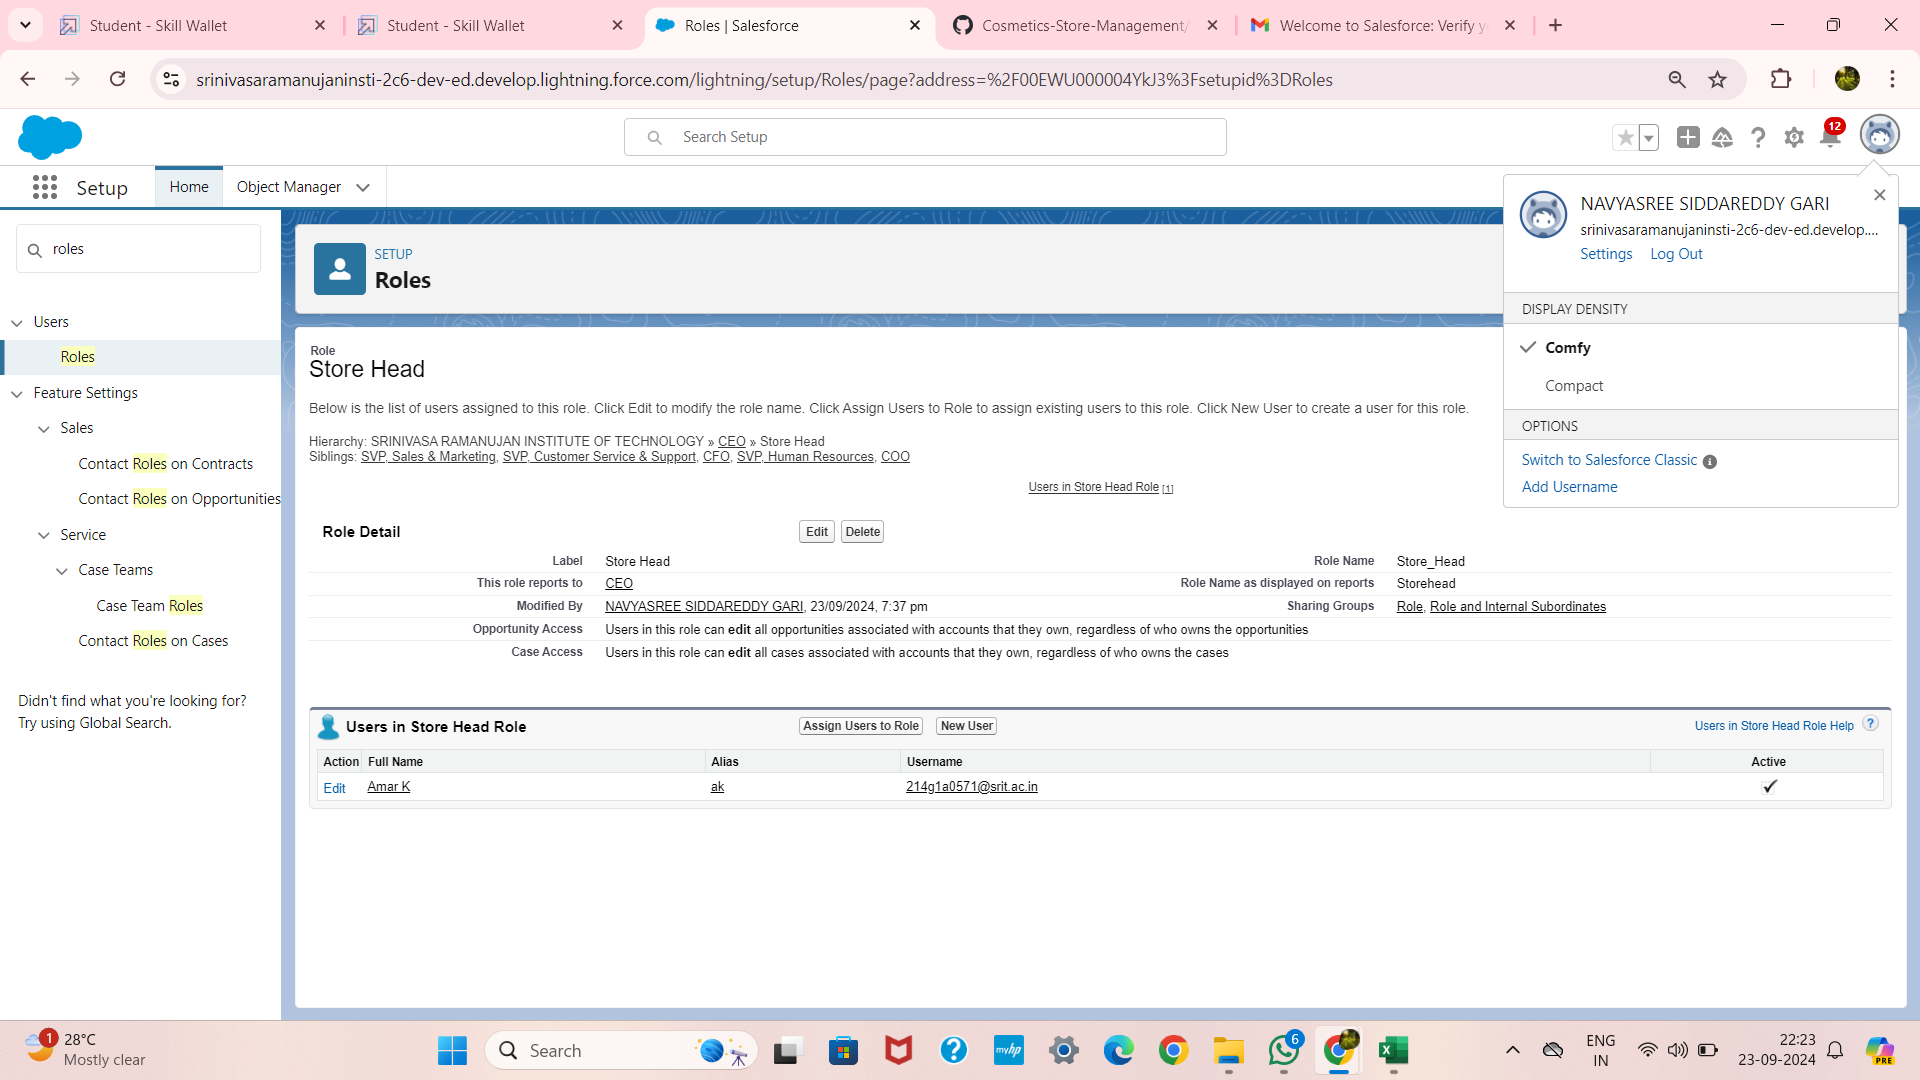 Student - Skill Wallet
Student - Skill Wallet
Roles | Salesforce
Cosmetics-Store-Management/
Welcome to Salesforce: Verify yo
srinivasaramanujaninsti-2c6-dev-ed.develop.lightning.force.com/lightning/setup/Roles/page?address=%2F00EWU000004YkJ3%3Fsetupid%3DRoles
Search Setup
12
Setup
Home
Object Manager
NAVYASREE SIDDAREDDY GARI
srinivasaramanujaninsti-2c6-dev-ed.develop....
Settings
Log Out
DISPLAY DENSITY
Comfy
Compact
OPTIONS
Switch to Salesforce Classic
Add Username
roles
Users
Roles
Feature Settings
Sales
Contact Roles on Contracts
Contact Roles on Opportunities
Service
Case Teams
Case Team Roles
Contact Roles on Cases
Didn't find what you're looking for?
Try using Global Search.
SETUP
Roles
Role
Store Head
Below is the list of users assigned to this role. Click Edit to modify the role name. Click Assign Users to Role to assign existing users to this role. Click New User to create a user for this role.
Hierarchy: SRINIVASA RAMANUJAN INSTITUTE OF TECHNOLOGY » CEO » Store Head
Siblings: SVP, Sales & Marketing, SVP, Customer Service & Support, CFO, SVP, Human Resources, COO
Users in Store Head Role [1]
Role Detail
Edit
Delete
Label Store Head Role Name Store_Head
This role reports to CEO Role Name as displayed on reports Storehead
Modified By NAVYASREE SIDDAREDDY GARI, 23/09/2024, 7:37 pm Sharing Groups Role, Role and Internal Subordinates
Opportunity Access Users in this role can edit all opportunities associated with accounts that they own, regardless of who owns the opportunities
Case Access Users in this role can edit all cases associated with accounts that they own, regardless of who owns the cases
Users in Store Head Role
Assign Users to Role
New User
Users in Store Head Role Help ?
Action Full Name Alias Username Active
Edit Amar K ak 214g1a0571@srit.ac.in
1
28°C
Mostly clear
Search
myhp
6
ENG
IN
22:23
23-09-2024
PRE